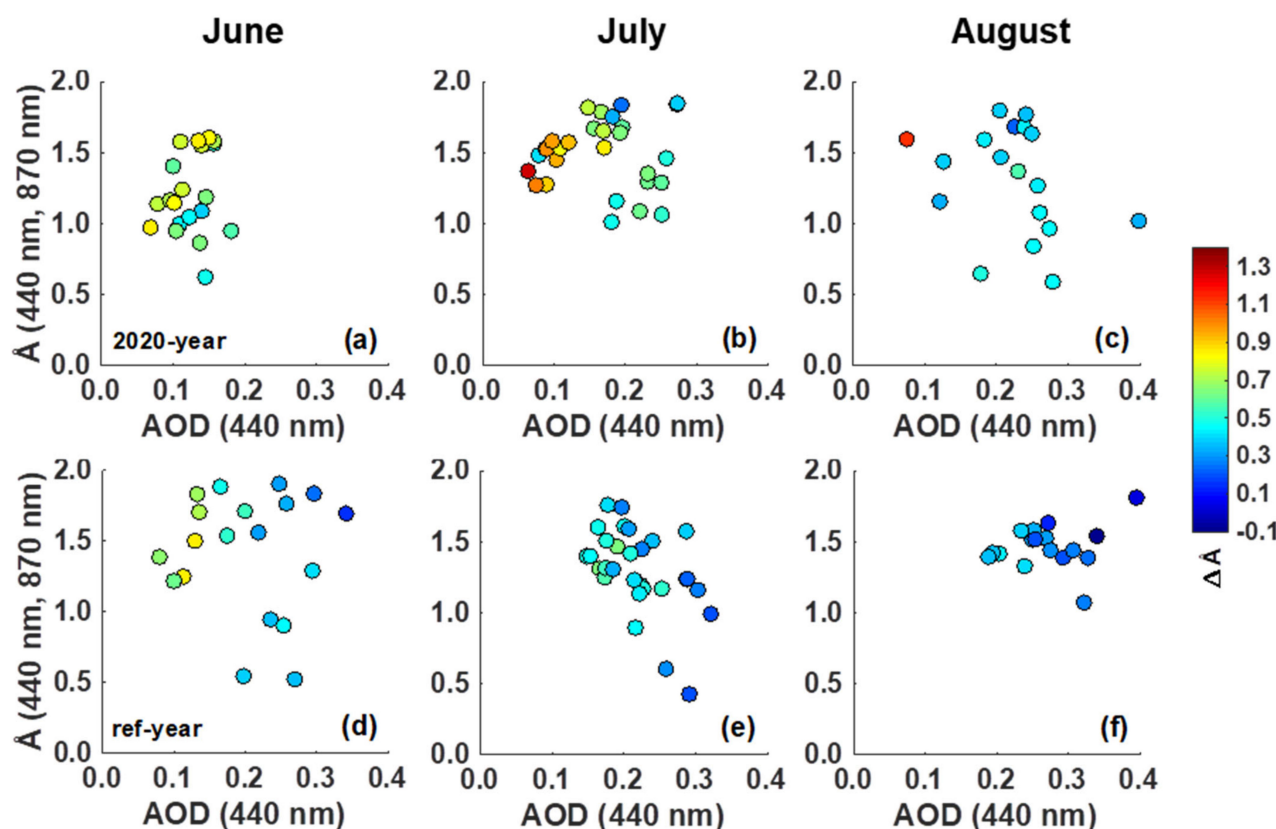 June July August
2.0 2.0 2.0
1.5 1.5 1.5
1.0 1.0 1.0
0.5 0.5 0.5
0.0 0.0 0.0
Å (440 nm, 870 nm)
2020-year (a) (b) (c)
0.0 0.1 0.2 0.3 0.4 0.0 0.1 0.2 0.3 0.4 0.0 0.1 0.2 0.3 0.4
AOD (440 nm) AOD (440 nm) AOD (440 nm)
2.0 2.0 2.0
1.5 1.5 1.5
1.0 1.0 1.0
0.5 0.5 0.5
0.0 0.0 0.0
Å (440 nm, 870 nm)
ref-year (d) (e) (f)
0.0 0.1 0.2 0.3 0.4 0.0 0.1 0.2 0.3 0.4 0.0 0.1 0.2 0.3 0.4
AOD (440 nm) AOD (440 nm) AOD (440 nm)
1.3
1.1
0.9
0.7
0.5
0.3
0.1
-0.1
Δ Å